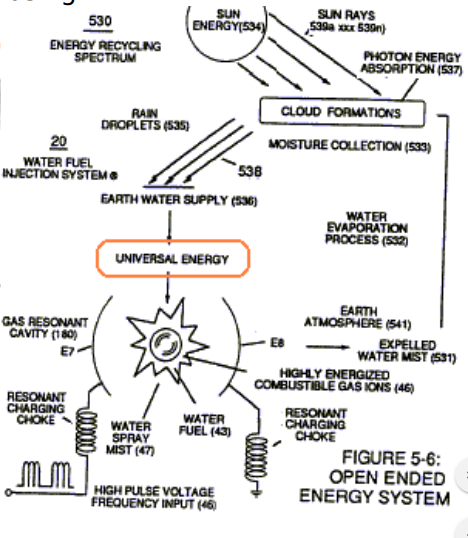 530
ENERGY RECYCLING
SPECTRUM
SUN
ENERGY(534)
SUN RAYS
539a xxx 539n)
PHOTON ENERGY
ABSORPTION (537)
CLOUD FORMATIONS
RAIN
DROPLETS (535)
MOISTURE COLLECTION (533)
20
WATER FUEL
INJECTION SYSTEM ®
538
EARTH WATER SUPPLY (536)
WATER
EVAPORATION
PROCESS (532)
UNIVERSAL ENERGY
GAS RESONANT
CAVITY (180)
E7
E8
EARTH
ATMOSPHERE (541)
EXPELLED
WATER MIST (531)
HIGHLY ENERGIZED
COMBUSTIBLE GAS IONS (46)
RESONANT
CHARGING
CHOKE
WATER
SPRAY
MIST (47)
WATER
FUEL (43)
RESONANT
CHARGING
CHOKE
HIGH PULSE VOLTAGE
FREQUENCY INPUT (46)
FIGURE 5-6:
OPEN ENDED
ENERGY SYSTEM